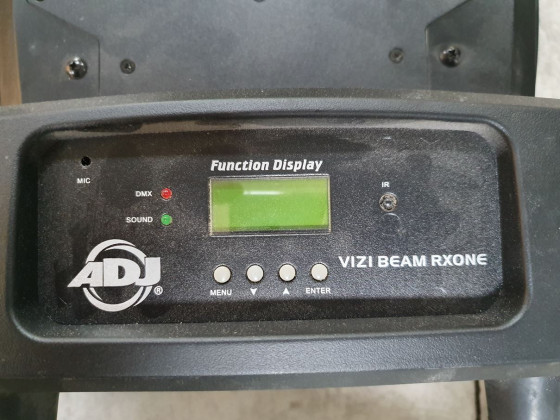 Function Display
MIC
DMX
SOUND
IR
ADJ®
VIZI BEAM RXONE
MENU ▼ ▲ ENTER